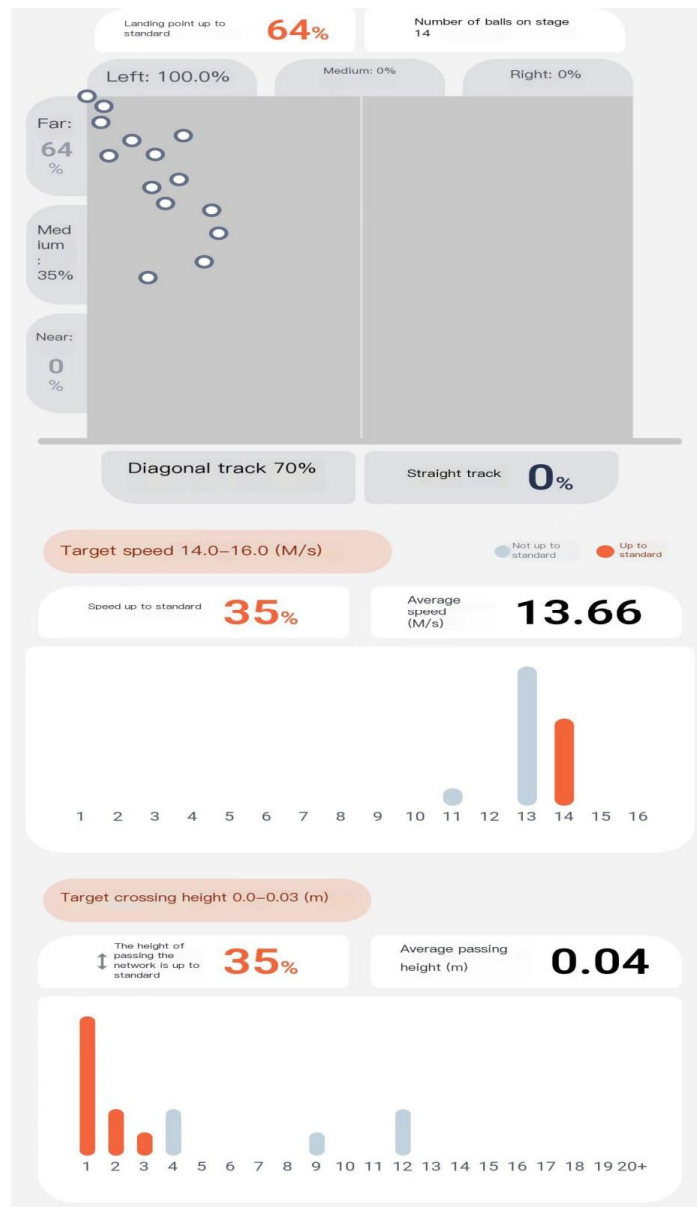 Landing point up to
standard
64%
Number of balls on stage
14
Left: 100.0%
Medium: 0%
Right: 0%
Far:
64
%
Med
ium
:
35%
Near:
0
%
Diagonal track 70%
Straight track 0%
Target speed 14.0–16.0 (M/s)
Not up to
standard
Up to
standard
Speed up to standard 35%
Average
speed
(M/s)
13.66
1 2 3 4 5 6 7 8 9 10 11 12 13 14 15 16
Target crossing height 0.0–0.03 (m)
The height of
passing the
network is up to
standard
35%
Average passing
height (m)
0.04
1 2 3 4 5 6 7 8 9 10 11 12 13 14 15 16 17 18 19 20+